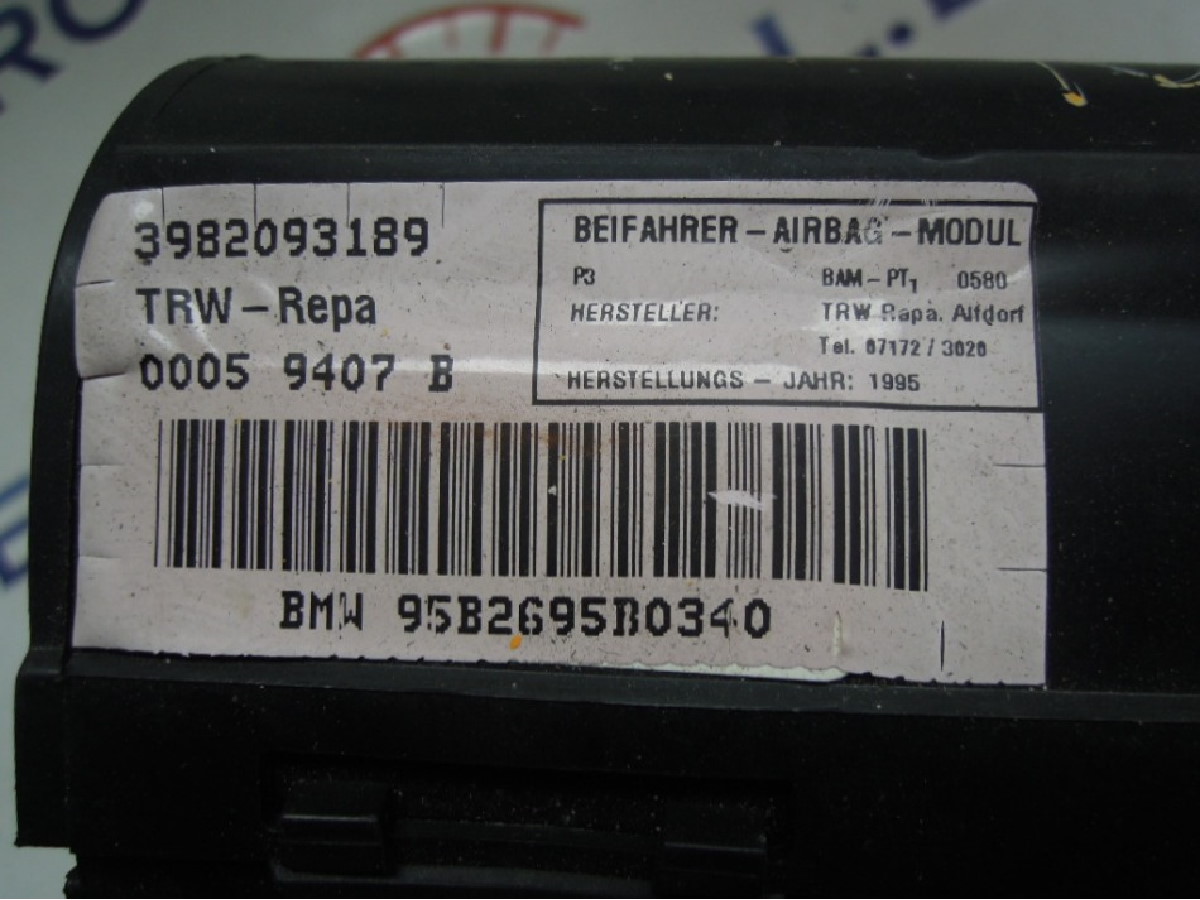 3982093189
TRW-Repa
0005 9407 B
BEIFAHRER-AIRBAG-MODUL
P3 BAM-PT1 0580
HERSTELLER: TRW Repa. Alfdorf
Tel. 07172/3020
HERSTELLUNGS-JAHR: 1995
BMW 95B2695B0340